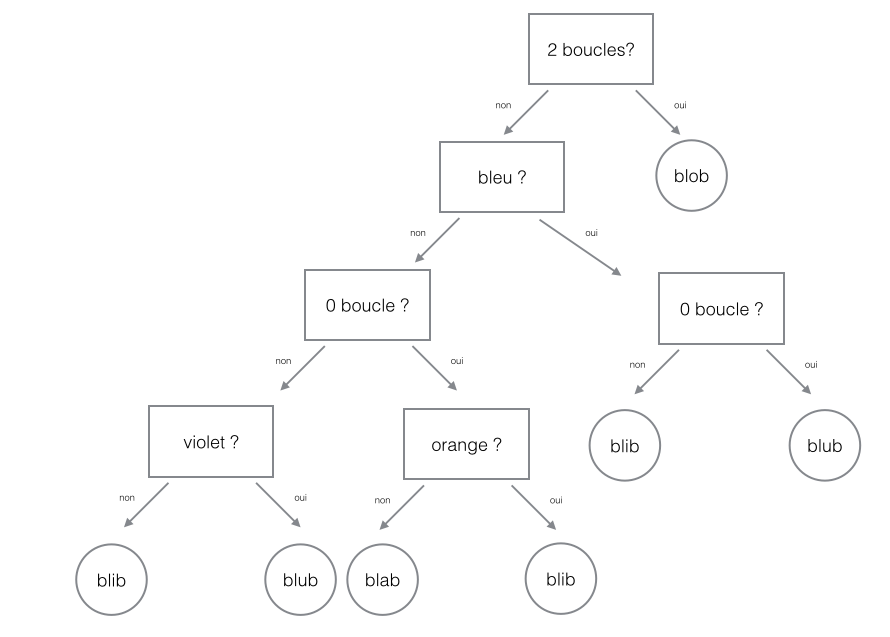 2 boucles?
non
oui
bleu ?
blob
non
oui
0 boucle ?
0 boucle ?
non
oui
non
oui
violet ?
orange ?
blib
blub
non
oui
non
oui
blib
blub
blab
blib